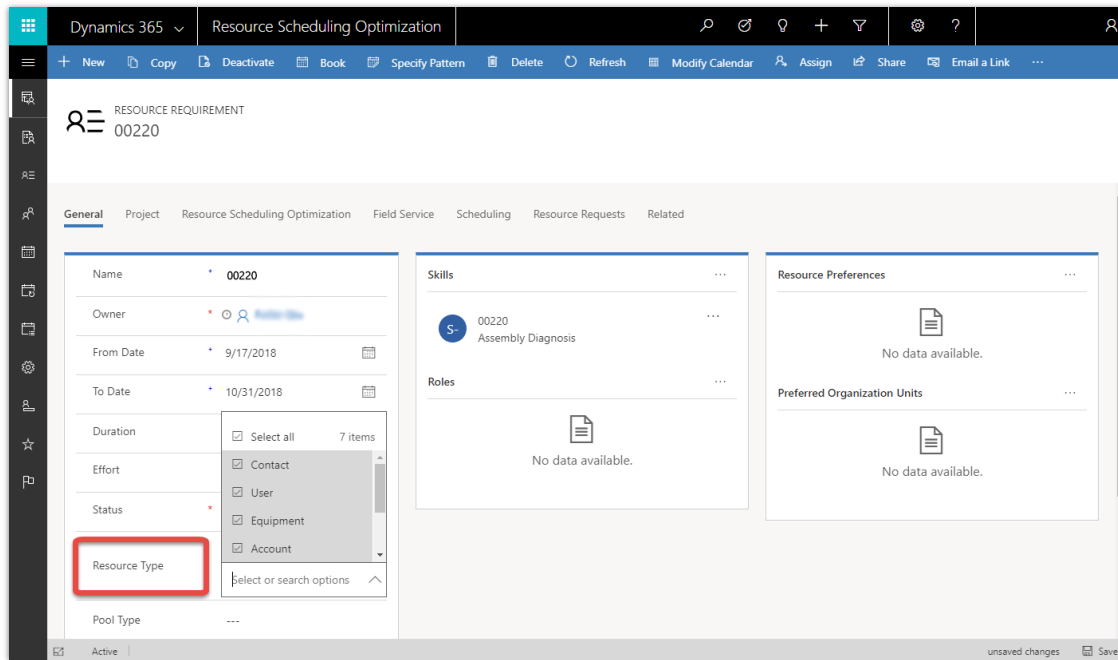 Dynamics 365 Resource Scheduling Optimization
New Copy Deactivate Book Specify Pattern Delete Refresh Modify Calendar Assign Share Email a Link ...
RESOURCE REQUIREMENT
00220
General Project Resource Scheduling Optimization Field Service Scheduling Resource Requests Related
Name * 00220
Owner *
From Date + 9/17/2018
To Date + 10/31/2018
Duration
Effort
Status *
Resource Type
Pool Type ---
Select all 7 items
Contact
User
Equipment
Account
Select or search options
Skills ...
S- 00220 ...
Assembly Diagnosis
Roles ...
No data available.
Resource Preferences ...
No data available.
Preferred Organization Units ...
No data available.
Active unsaved changes Save